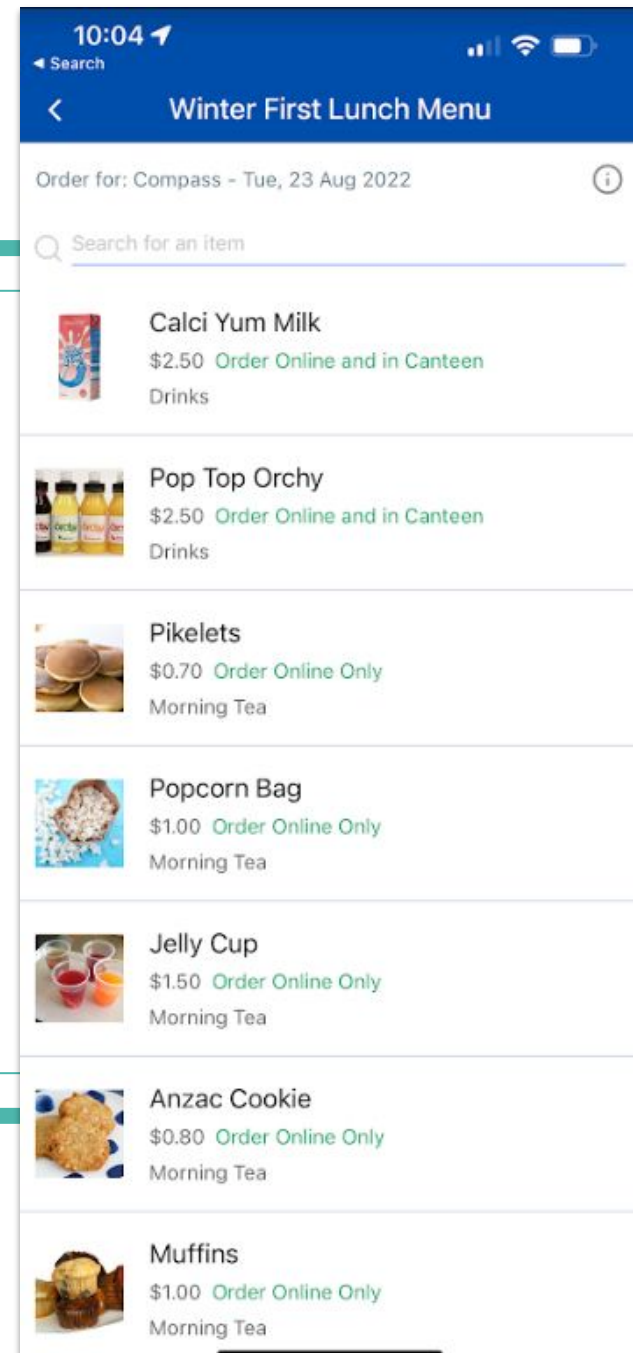 10:04
◄ Search
Winter First Lunch Menu
Order for: Compass - Tue, 23 Aug 2022
Search for an item
Calci Yum Milk
$2.50 Order Online and in Canteen
Drinks
Pop Top Orchy
$2.50 Order Online and in Canteen
Drinks
Pikelets
$0.70 Order Online Only
Morning Tea
Popcorn Bag
$1.00 Order Online Only
Morning Tea
Jelly Cup
$1.50 Order Online Only
Morning Tea
Anzac Cookie
$0.80 Order Online Only
Morning Tea
Muffins
$1.00 Order Online Only
Morning Tea